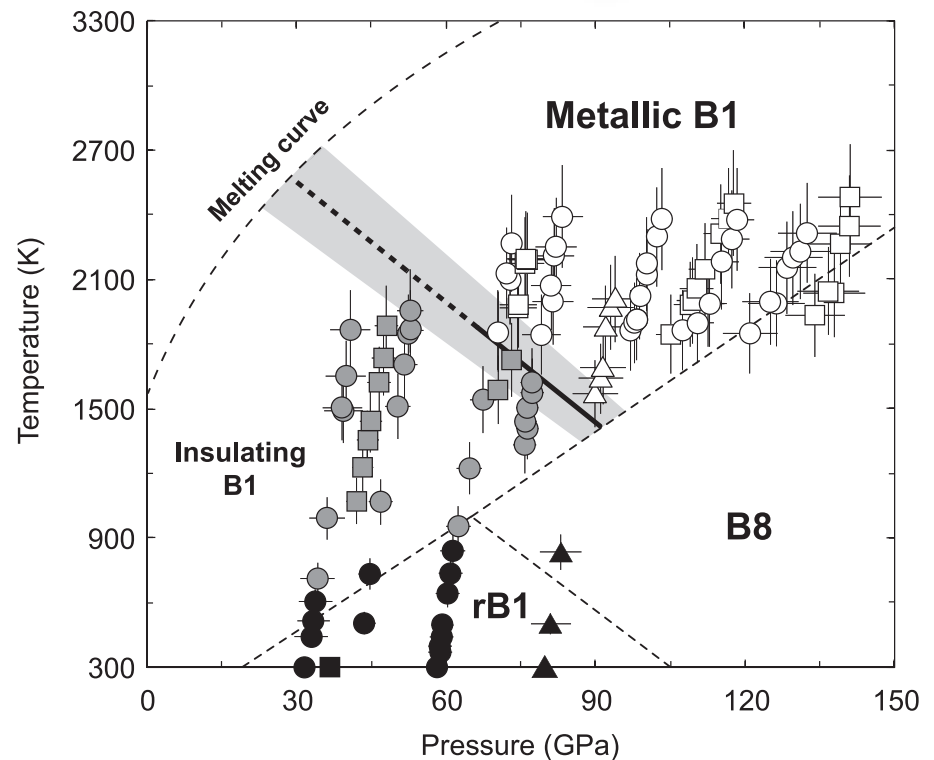 3300
2700
2100
1500
900
300
Temperature (K)
Melting curve
Metallic B1
Insulating
B1
B8
rB1
0
30
60
90
120
150
Pressure (GPa)